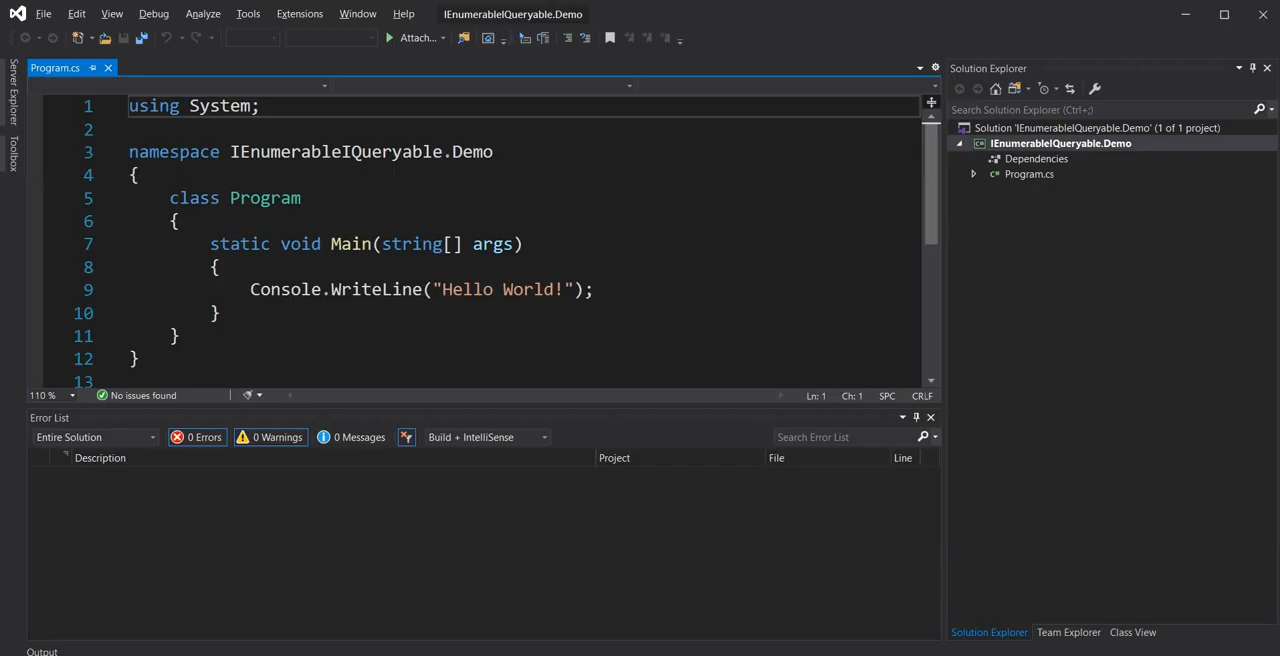 File Edit View Debug Analyze Tools Extensions Window Help IEnumerableIQueryable.Demo
Attach...
Server Explorer
Toolbox
Program.cs
1 using System;
2
3 namespace IEnumerableIQueryable.Demo
4 {
5 class Program
6 {
7 static void Main(string[] args)
8 {
9 Console.WriteLine("Hello World!");
10 }
11 }
12 }
13
110 % No issues found Ln: 1 Ch: 1 SPC CRLF
Error List
Entire Solution 0 Errors 0 Warnings 0 Messages Build + IntelliSense Search Error List
Description Project File Line
Output
Solution Explorer
Search Solution Explorer (Ctrl+;)
Solution 'IEnumerableIQueryable.Demo' (1 of 1 project)
C# IEnumerableIQueryable.Demo
Dependencies
C# Program.cs
Solution Explorer Team Explorer Class View